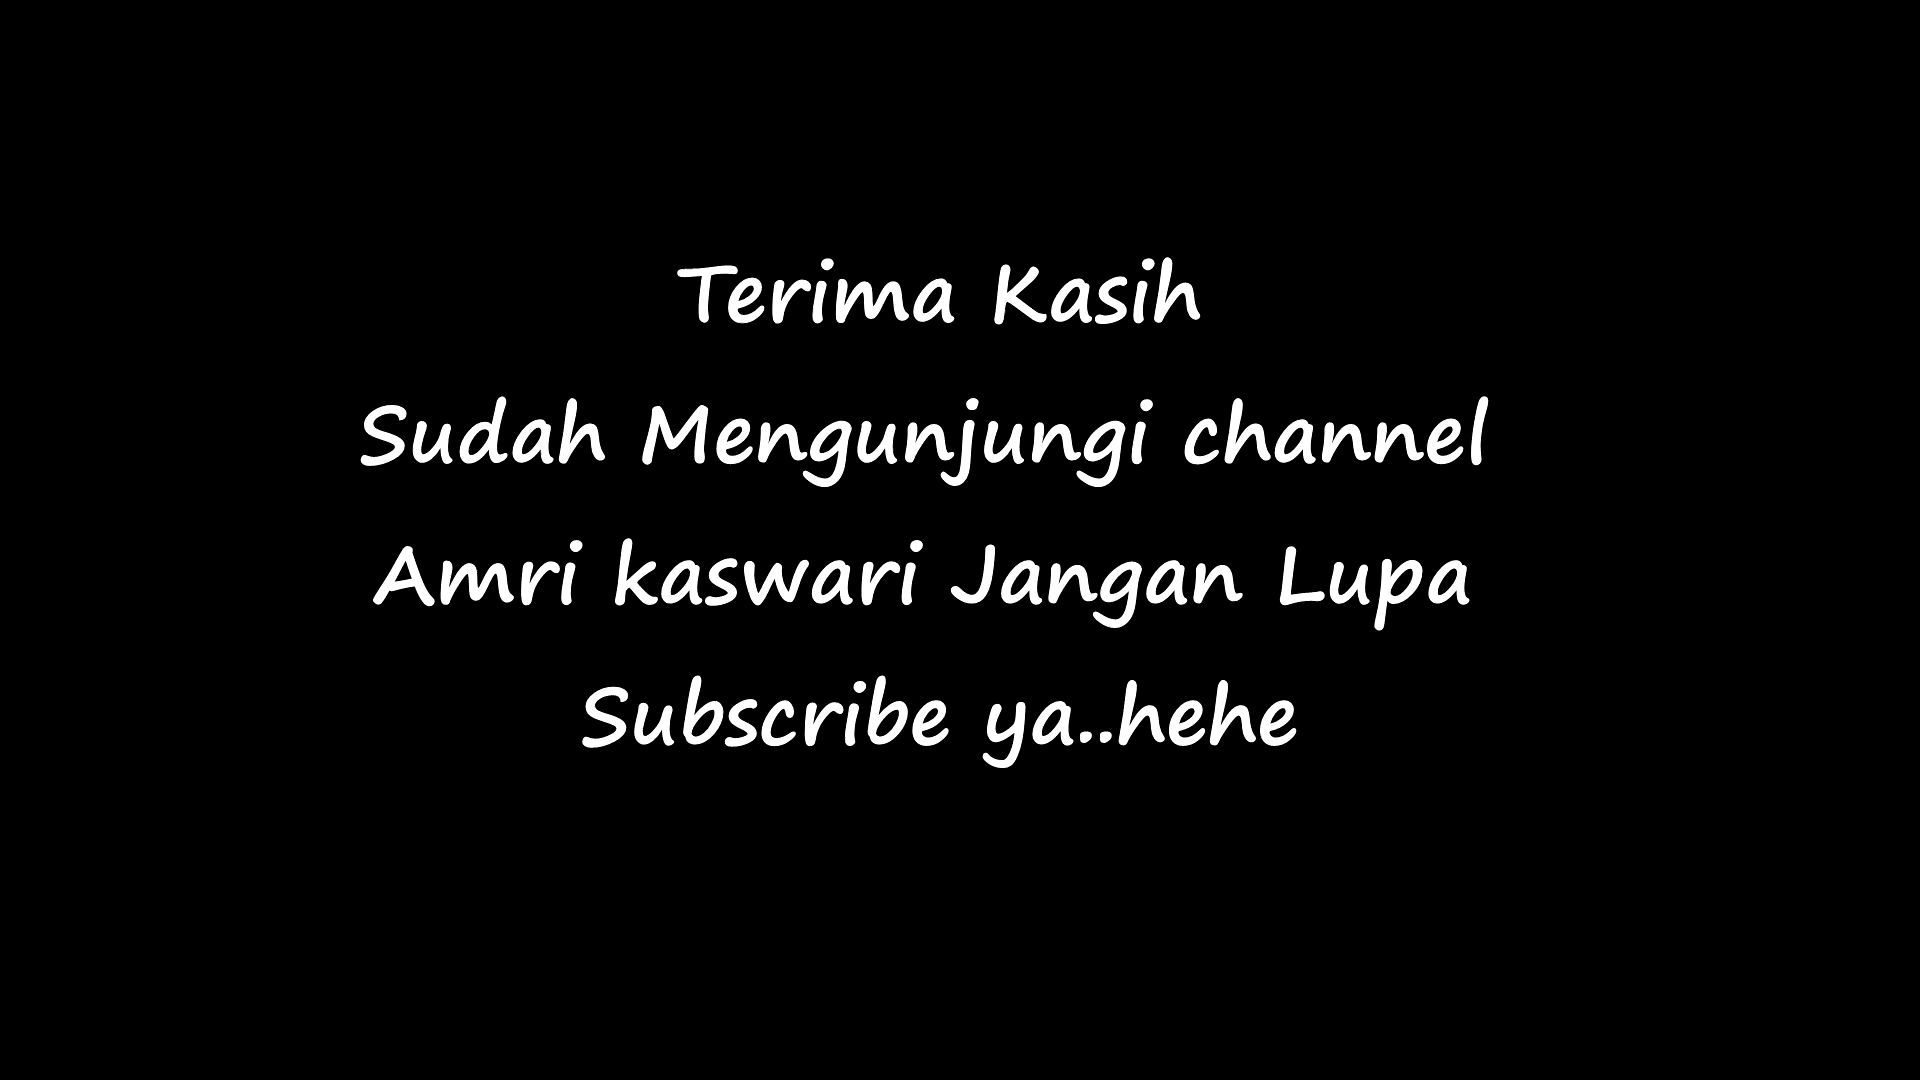 Terima Kasih
Sudah Mengunjungi channel
Amri kaswari Jangan Lupa
Subscribe ya..hehe